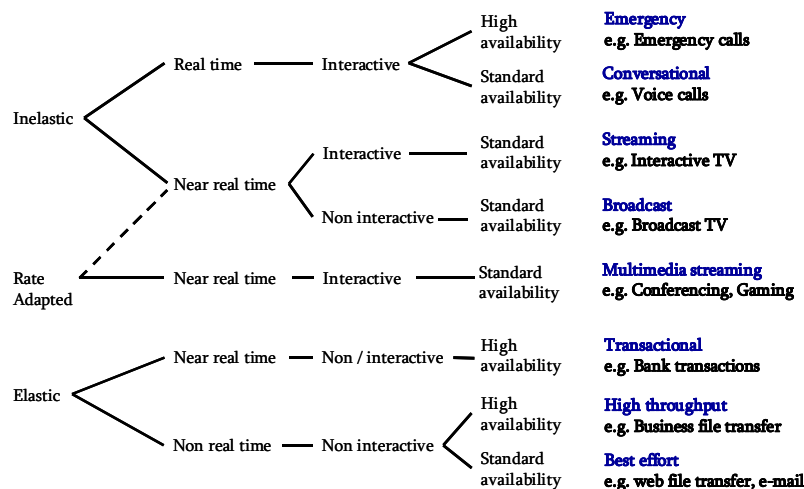 High
availability
Emergency
e.g. Emergency calls
Real time
Interactive
Standard
availability
Conversational
e.g. Voice calls
Inelastic
Interactive
Standard
availability
Streaming
e.g. Interactive TV
Near real time
Non interactive
Standard
availability
Broadcast
e.g. Broadcast TV
Rate
Adapted
Near real time
Interactive
Standard
availability
Multimedia streaming
e.g. Conferencing, Gaming
Near real time
Non / interactive
High
availability
Transactional
e.g. Bank transactions
Elastic
High
availability
High throughput
e.g. Business file transfer
Non real time
Non interactive
Standard
availability
Best effort
e.g. web file transfer, e-mail